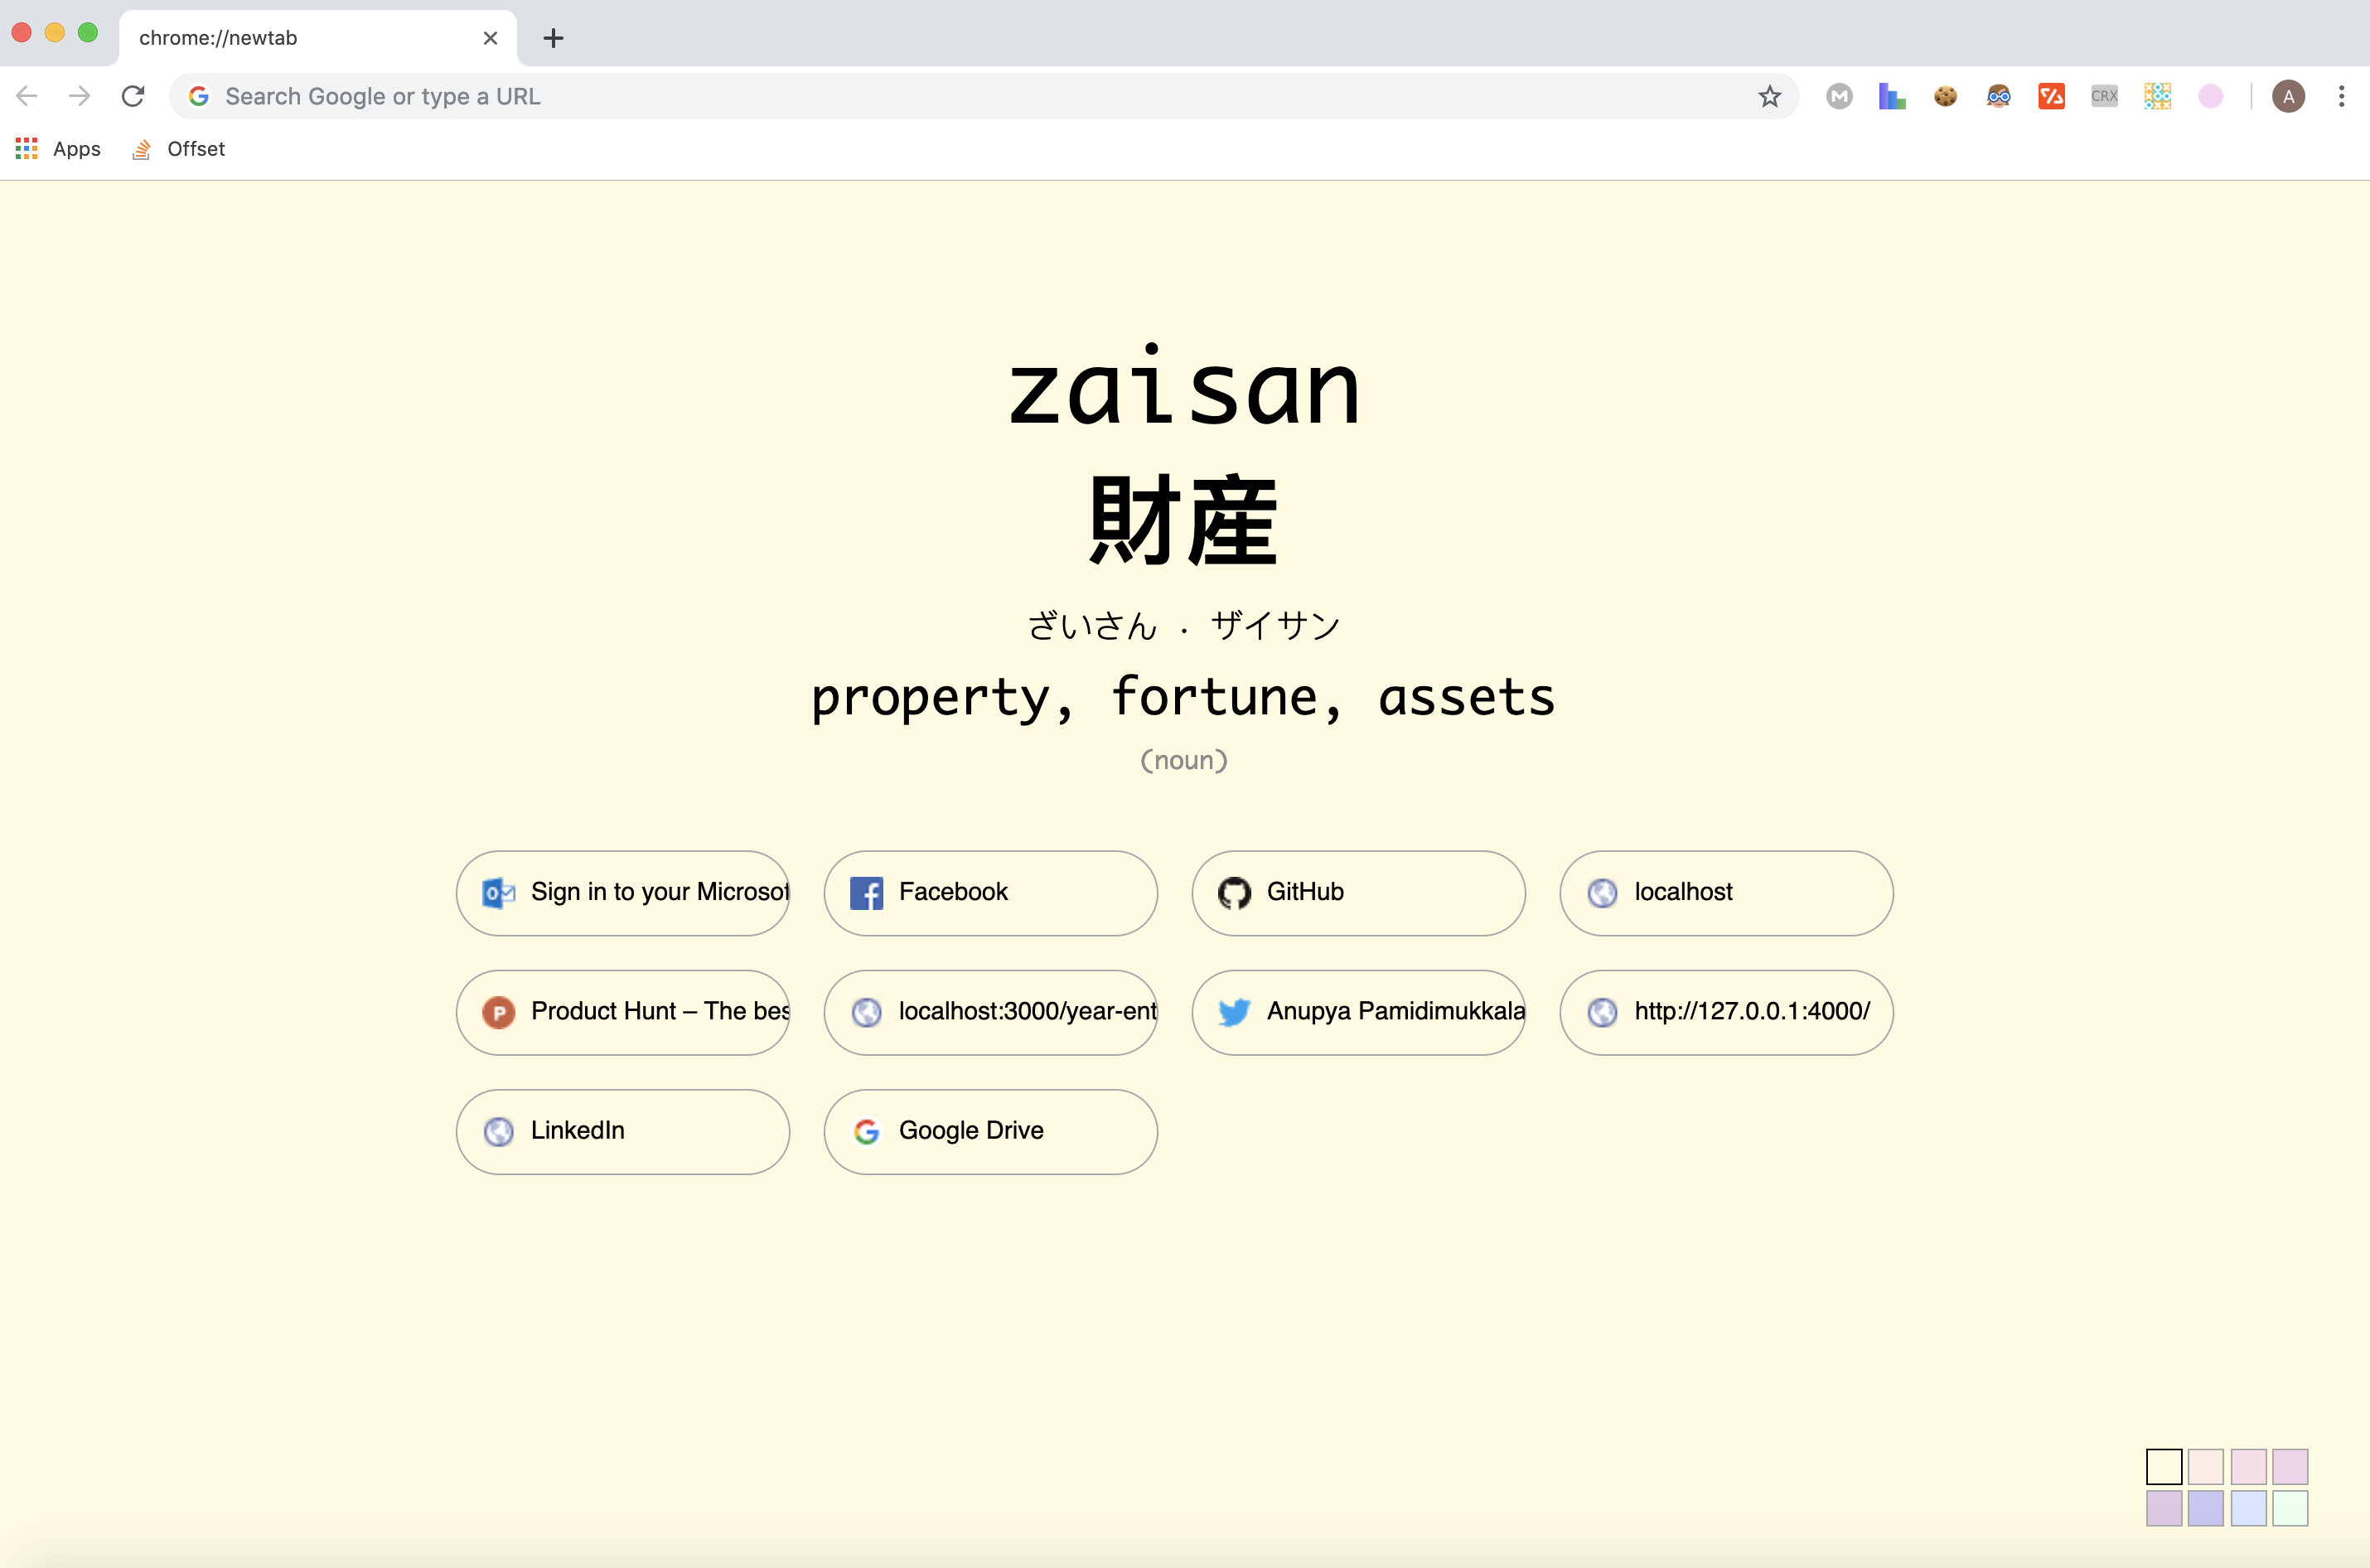 chrome://newtab
Search Google or type a URL
CRX
A
Apps Offset
zaisan
財産
ざいさん . ザイサン
property, fortune, assets
(noun)
Sign in to your Microsof Facebook GitHub localhost
Product Hunt – The bes localhost:3000/year-ent Anupya Pamidimukkala http://127.0.0.1:4000/
LinkedIn Google Drive